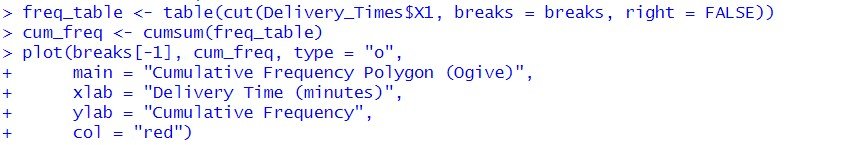 > freq_table <- table(cut(Delivery_Times$X1, breaks = breaks, right = FALSE))
> cum_freq <- cumsum(freq_table)
> plot(breaks[-1], cum_freq, type = "o",
+      main = "Cumulative Frequency Polygon (Ogive)",
+      xlab = "Delivery Time (minutes)",
+      ylab = "Cumulative Frequency",
+      col = "red")